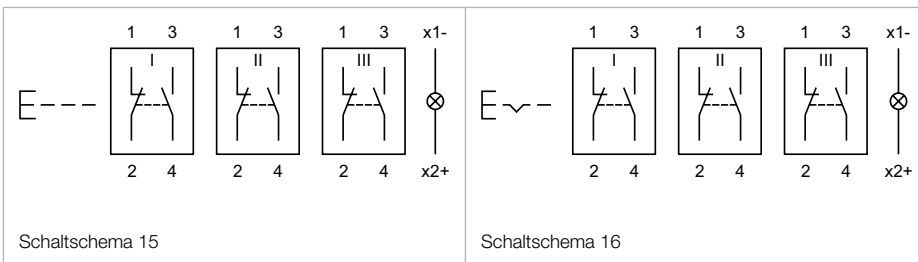 1 3 1 3 1 3 x1- 1 3 1 3 1 3 x1-
I II III I II III
2 4 2 4 2 4 x2+ 2 4 2 4 2 4 x2+
Schaltschema 15 Schaltschema 16